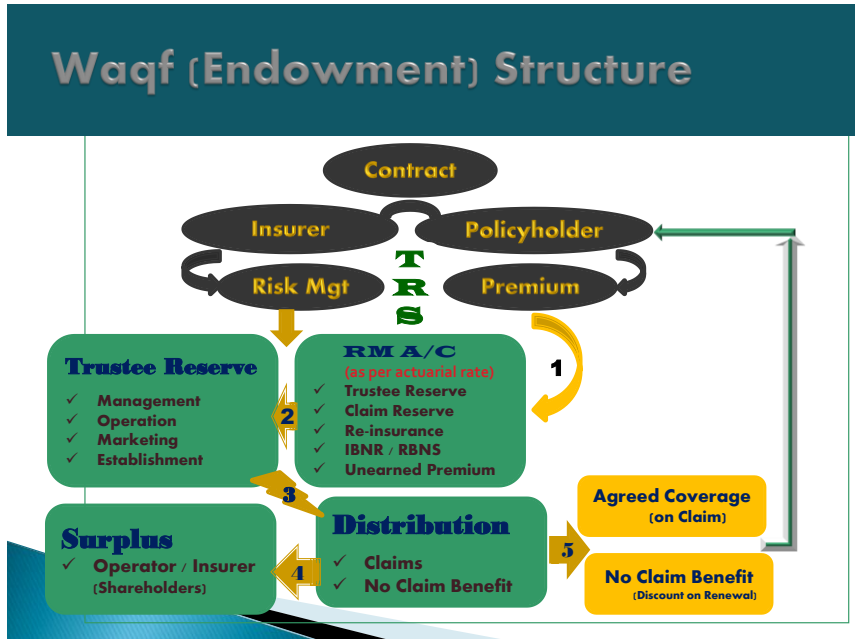 Waqf (Endowment) Structure
Contract
Insurer
Policyholder
Risk Mgt
Premium
T
R
S
1
Trustee Reserve
✓ Management
✓ Operation
✓ Marketing
✓ Establishment
2
RM A/C
(as per actuarial rate)
✓ Trustee Reserve
✓ Claim Reserve
✓ Re-insurance
✓ IBNR / RBNS
✓ Unearned Premium
3
Surplus
✓ Operator / Insurer
(Shareholders)
4
Distribution
✓ Claims
✓ No Claim Benefit
5
Agreed Coverage
(on Claim)
No Claim Benefit
(Discount on Renewal)